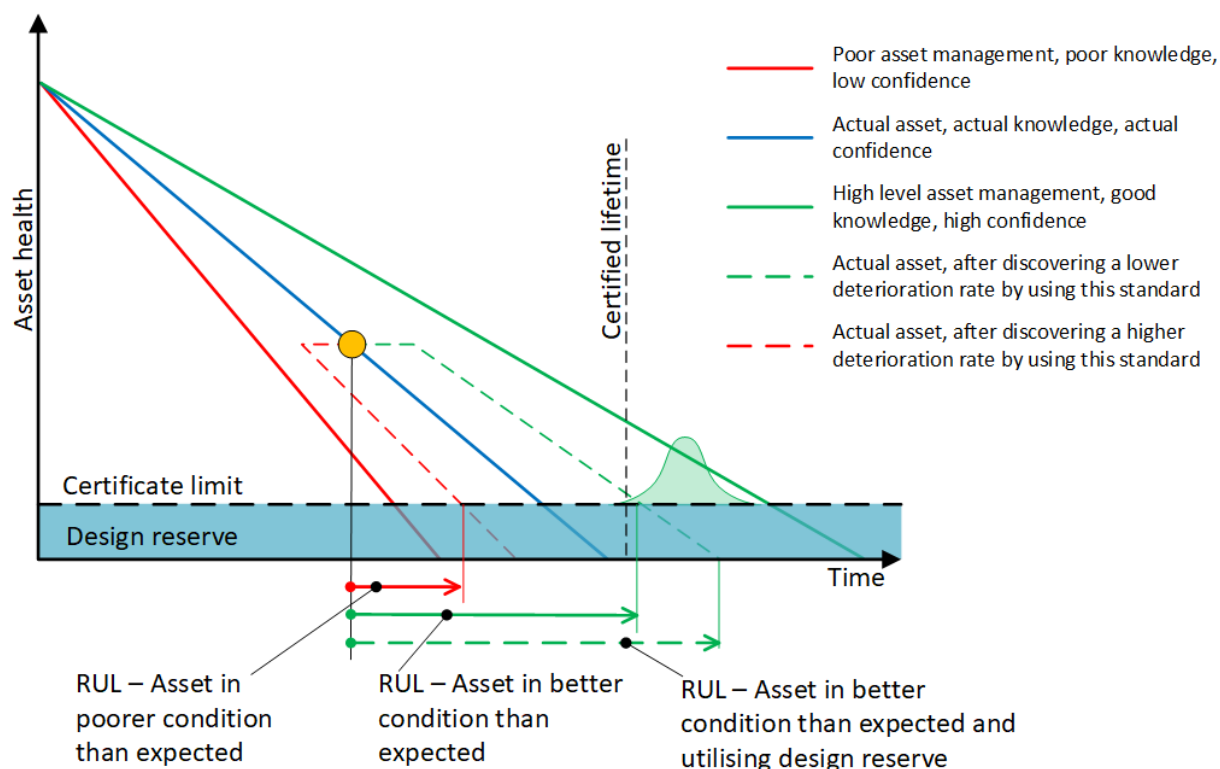 Poor asset management, poor knowledge,
low confidence
Actual asset, actual knowledge, actual
confidence
High level asset management, good
knowledge, high confidence
Actual asset, after discovering a lower
deterioration rate by using this standard
Actual asset, after discovering a higher
deterioration rate by using this standard
Asset health
Certified lifetime
Certificate limit
Design reserve
Time
RUL – Asset in
poorer condition
than expected
RUL – Asset in better
condition than
expected
RUL – Asset in better
condition than expected and
utilising design reserve